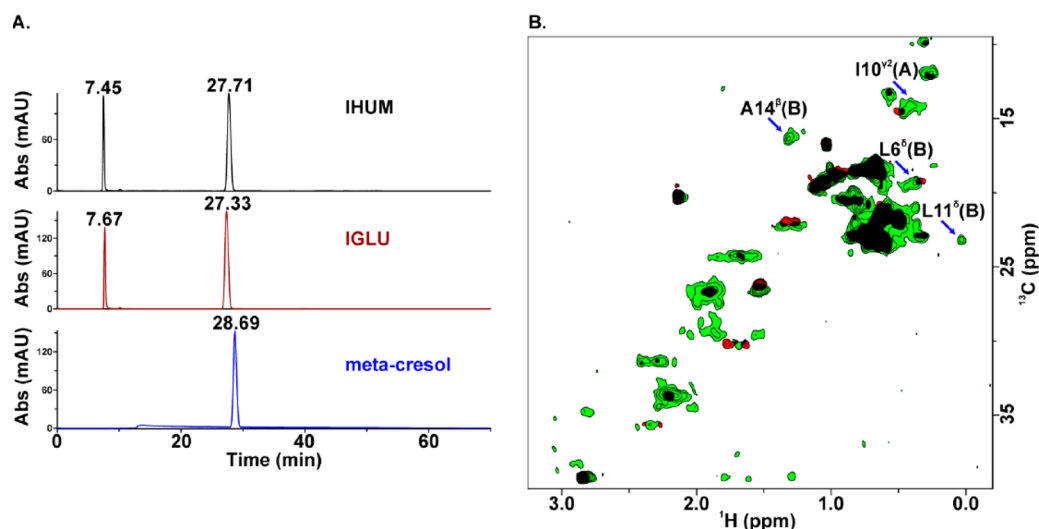 A.
7.45
27.71
IHUM
Abs (mAU)
60
0
7.67
27.33
IGLU
Abs (mAU)
120
60
0
28.69
meta-cresol
Abs (mAU)
120
60
0
0
20
40
60
Time (min)
B.
I10γ2(A)
A14β(B)
L6δ(B)
L11δ(B)
15
25
35
13C (ppm)
3.0
2.0
1.0
0.0
1H (ppm)